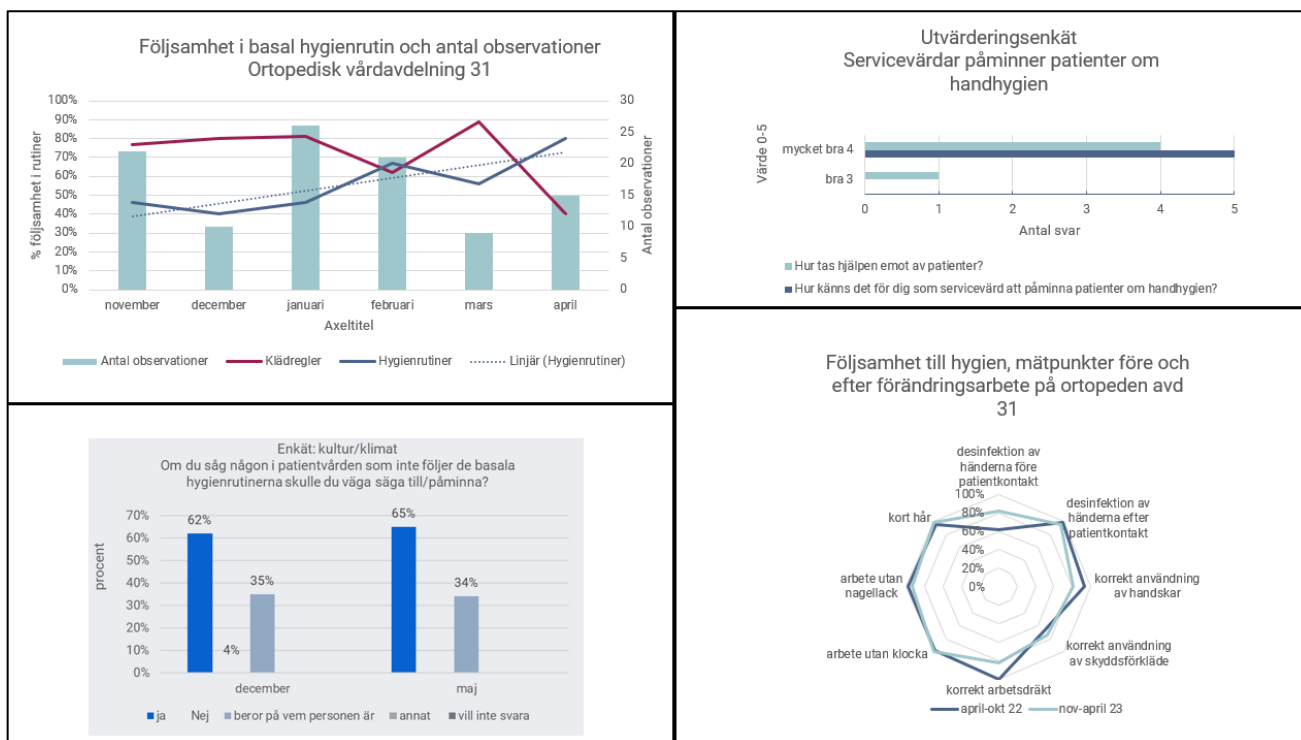 Följsamhet i basal hygienrutin och antal observationer
Ortopedisk vårdavdelning 31
% följsamhet i rutiner
100%
90%
80%
70%
60%
50%
40%
30%
20%
10%
0%
30
25
20
15
10
5
0
Antal observationer
november december januari februari mars april
Axeltitel
Antal observationer Klädregler Hygienrutiner Linjär (Hygienrutiner)
Utvärderingsenkät
Servicevärdar påminner patienter om
handhygien
Värde 0-5
mycket bra 4
bra 3
0 1 2 3 4 5
Antal svar
Hur tas hjälpen emot av patienter?
Hur känns det för dig som servicevärd att påminna patienter om handhygien?
Enkät: kultur/klimat
Om du såg någon i patientvården som inte följer de basala
hygienrutinerna skulle du våga säga till/påminna?
procent
70%
60%
50%
40%
30%
20%
10%
0%
62%
4%
35%
65%
34%
december maj
ja Nej beror på vem personen är annat vill inte svara
Följsamhet till hygien, mätpunkter före och
efter förändringsarbete på ortopeden avd
31
desinfektion av
händerna före
patientkontakt
100%
80%
60%
40%
20%
0%
desinfektion av
händerna efter
patientkontakt
korrekt användning
av handskar
korrekt användning
av skyddsförkläde
korrekt arbetsdräkt
arbete utan klocka
arbete utan
nagellack
kort hår
april-okt 22 nov-april 23